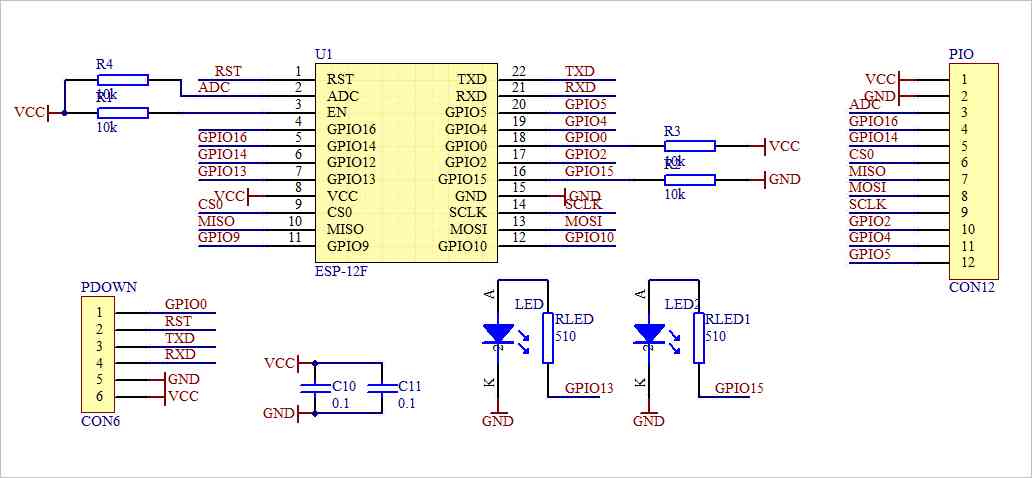 U1
PIO
R4
10k
R1
10k
VCC
RST
ADC
GPIO16
GPIO14
GPIO13
VCC
CS0
MISO
GPIO9
1
2
3
4
5
6
7
8
9
10
11
RST
ADC
EN
GPIO16
GPIO14
GPIO12
GPIO13
VCC
CS0
MISO
GPIO9
TXD
RXD
GPIO5
GPIO4
GPIO0
GPIO2
GPIO15
GND
SCLK
MOSI
GPIO10
22
21
20
19
18
17
16
15
14
13
12
TXD
RXD
GPIO5
GPIO4
GPIO0
GPIO2
GPIO15
GND
SCLK
MOSI
GPIO10
ESP-12F
R3
10k
VCC
R2
10k
GND
VCC
GND
ADC
GPIO16
GPIO14
CS0
MISO
MOSI
SCLK
GPIO2
GPIO4
GPIO5
1
2
3
4
5
6
7
8
9
10
11
12
CON12
PDOWN
1
2
3
4
5
6
GPIO0
RST
TXD
RXD
GND
VCC
CON6
VCC
GND
C10
0.1
C11
0.1
A
LED
2
K
RLED
510
GPIO13
GND
A
LED2
2
K
RLED1
510
GPIO15
GND